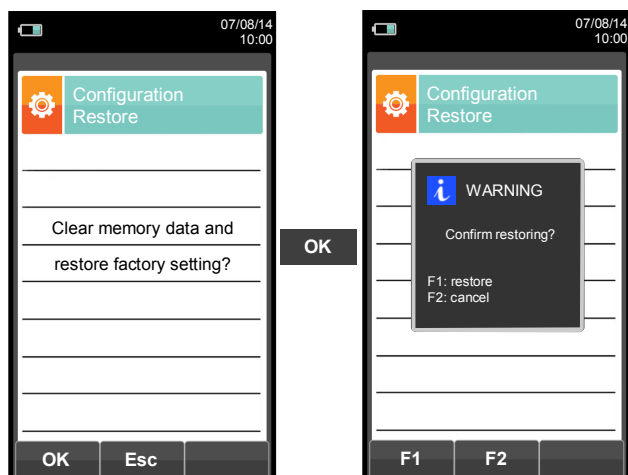 07/08/14
10:00
Configuration
Restore
Clear memory data and
restore factory setting?
OK
Esc
OK
07/08/14
10:00
Configuration
Restore
WARNING
Confirm restoring?
F1: restore
F2: cancel
F1
F2